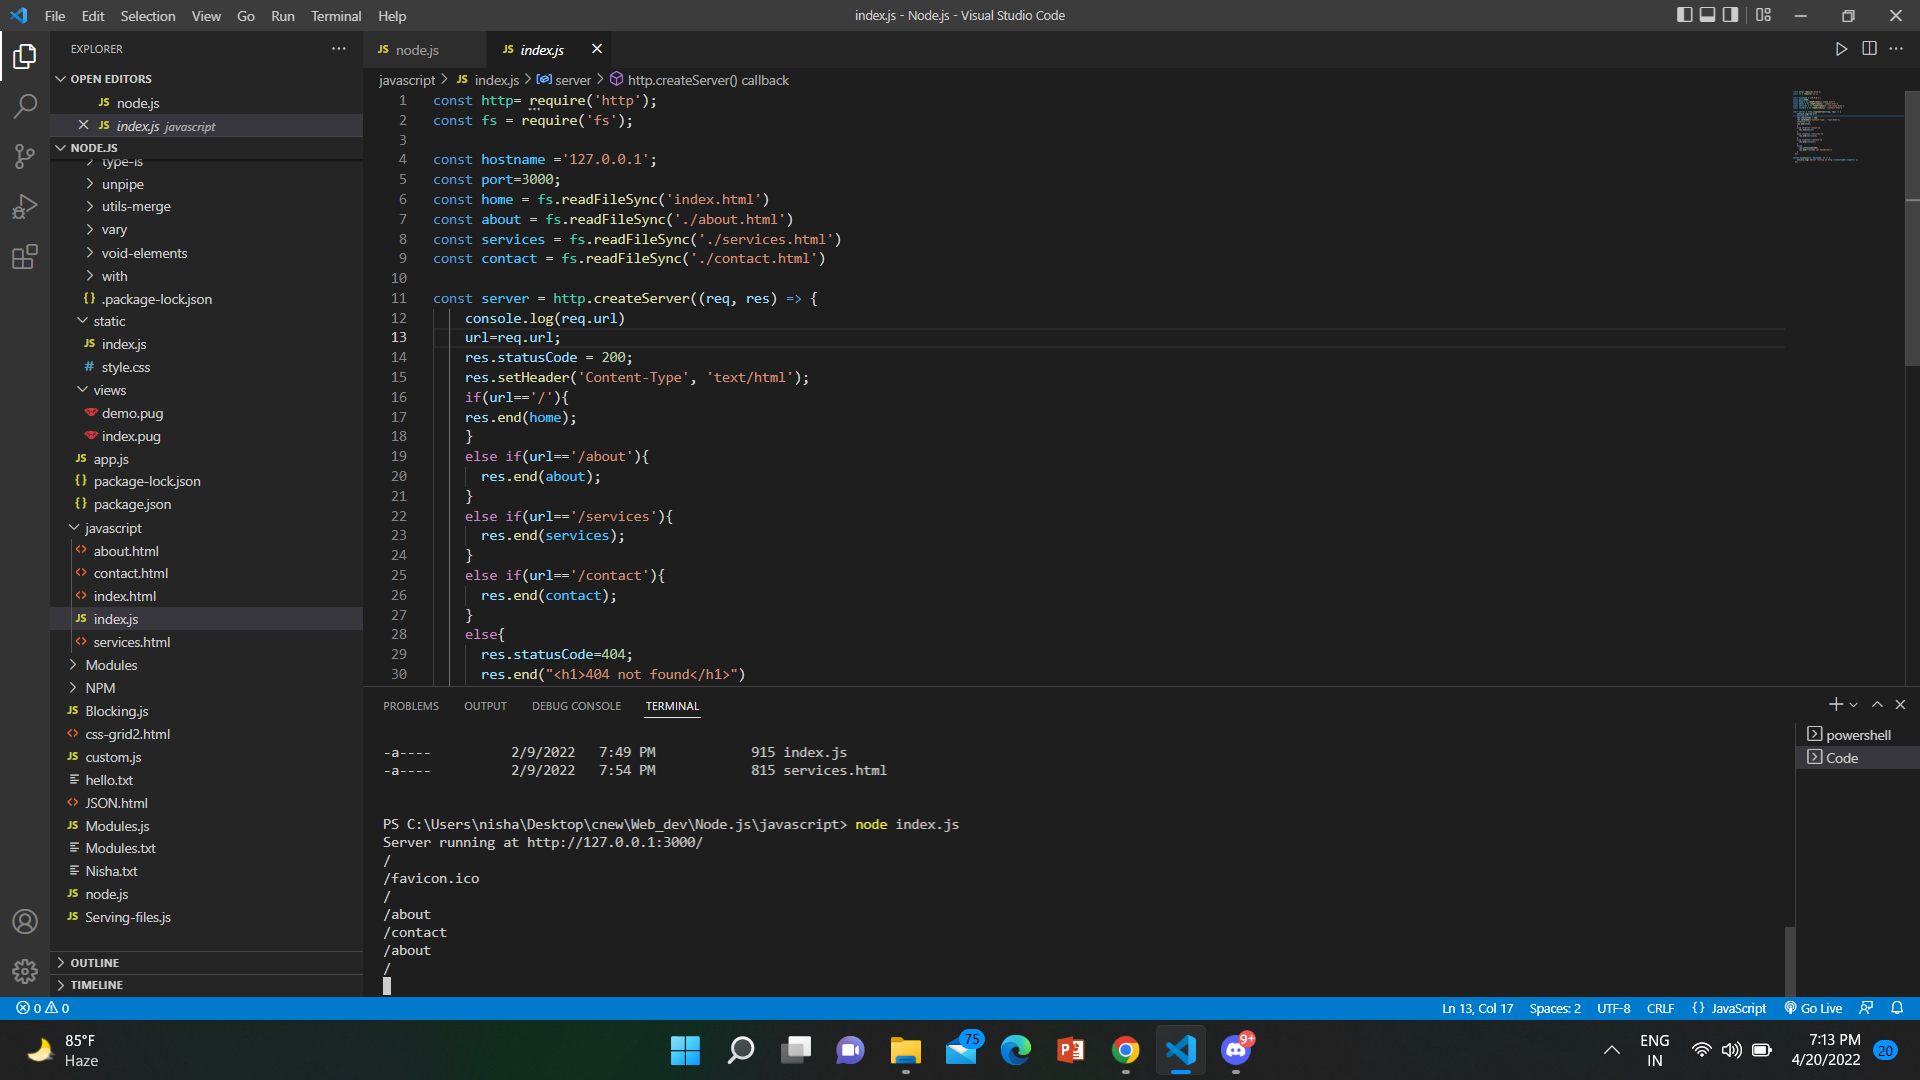 File Edit Selection View Go Run Terminal Help
index.js - Node.js - Visual Studio Code
EXPLORER
OPEN EDITORS
JS node.js
JS index.js javascript
NODE.JS
type-is
unpipe
utils-merge
vary
void-elements
with
{} .package-lock.json
static
JS index.js
# style.css
views
demo.pug
index.pug
JS app.js
{} package-lock.json
{} package.json
javascript
<> about.html
<> contact.html
<> index.html
JS index.js
<> services.html
Modules
NPM
JS Blocking.js
<> css-grid2.html
JS custom.js
hello.txt
<> JSON.html
JS Modules.js
Modules.txt
Nisha.txt
JS node.js
JS Serving-files.js
OUTLINE
TIMELINE
JS node.js
JS index.js
javascript > JS index.js > server > http.createServer() callback
1 const http= require('http');
2 const fs = require('fs');
3
4 const hostname ='127.0.0.1';
5 const port=3000;
6 const home = fs.readFileSync('index.html')
7 const about = fs.readFileSync('./about.html')
8 const services = fs.readFileSync('./services.html')
9 const contact = fs.readFileSync('./contact.html')
10
11 const server = http.createServer((req, res) => {
12 console.log(req.url)
13 url=req.url;
14 res.statusCode = 200;
15 res.setHeader('Content-Type', 'text/html');
16 if(url=='/'){
17 res.end(home);
18 }
19 else if(url=='/about'){
20 res.end(about);
21 }
22 else if(url=='/services'){
23 res.end(services);
24 }
25 else if(url=='/contact'){
26 res.end(contact);
27 }
28 else{
29 res.statusCode=404;
30 res.end("<h1>404 not found</h1>")
PROBLEMS OUTPUT DEBUG CONSOLE TERMINAL
-a---- 2/9/2022 7:49 PM 915 index.js
-a---- 2/9/2022 7:54 PM 815 services.html
PS C:\Users\nisha\Desktop\cnew\Web_dev\Node.js\javascript> node index.js
Server running at http://127.0.0.1:3000/
/
/favicon.ico
/
/about
/contact
/about
/
powershell
Code
0 0
Ln 13, Col 17 Spaces: 2 UTF-8 CRLF {} JavaScript Go Live
85°F
Haze
75
9+
ENG
IN
7:13 PM
4/20/2022
20